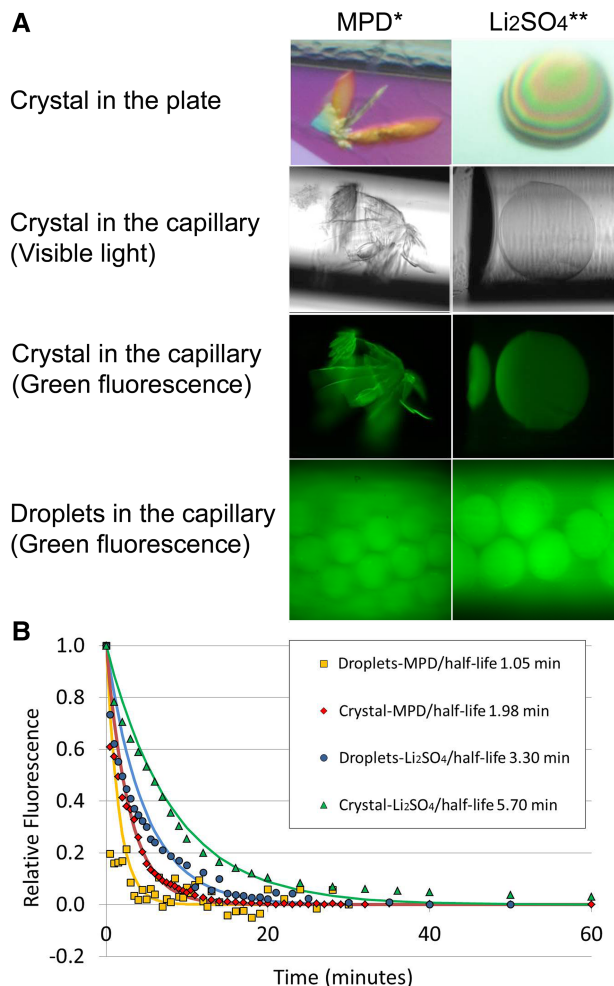 A
MPD*
Li2SO4**
Crystal in the plate
Crystal in the capillary
(Visible light)
Crystal in the capillary
(Green fluorescence)
Droplets in the capillary
(Green fluorescence)
B
1.0
0.8
0.6
0.4
0.2
0.0
-0.2
Relative Fluorescence
Droplets-MPD/half-life 1.05 min
Crystal-MPD/half-life 1.98 min
Droplets-Li2SO4/half-life 3.30 min
Crystal-Li2SO4/half-life 5.70 min
0
20
40
60
Time (minutes)